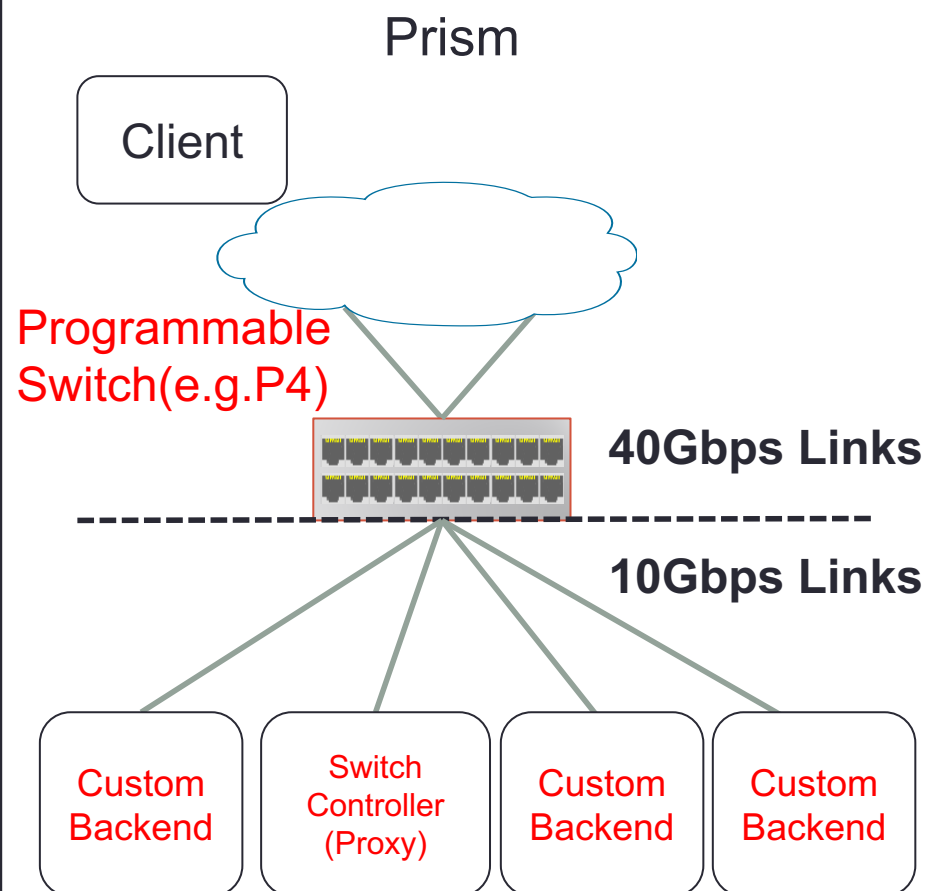 Prism
Client
Programmable
Switch(e.g.P4)
40Gbps Links
10Gbps Links
Custom
Backend
Switch
Controller
(Proxy)
Custom
Backend
Custom
Backend